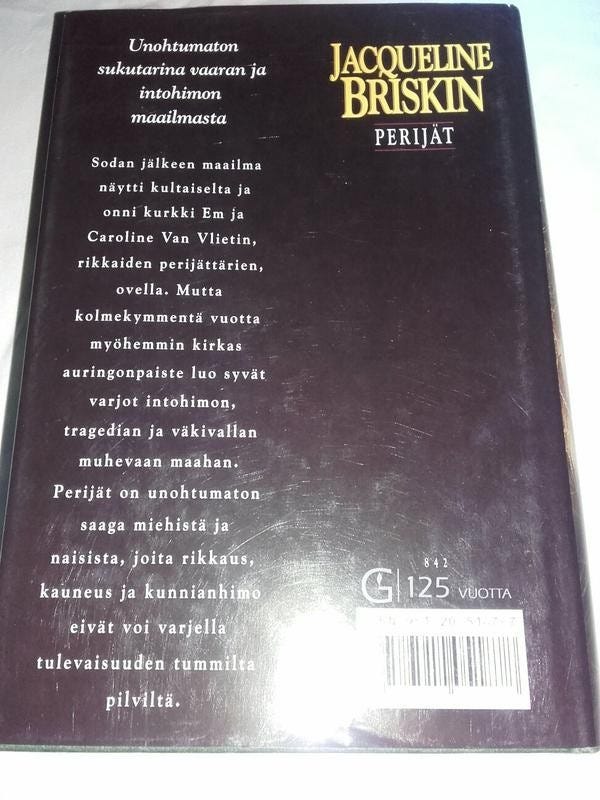 Unohtumaton
sukutarina vaaran ja
intohimon
maailmasta
Sodan jälkeen maailma
näytti kultaiselta ja
onni kurkki Em ja
Caroline Van Vlietin,
rikkaiden perijättärien,
ovella. Mutta
kolmekymmentä vuotta
myöhemmin kirkas
auringonpaiste luo syvät
varjot intohimon,
tragedian ja väkivallan
muhevaan maahan.
Perijät on unohtumaton
saaga miehistä ja
naisista, joita rikkaus,
kauneus ja kunnianhimo
eivät voi varjella
tulevaisuuden tummilta
pilviltä.
JACQUELINE
BRISKIN
PERIJÄT
842
G 125 VUOTTA